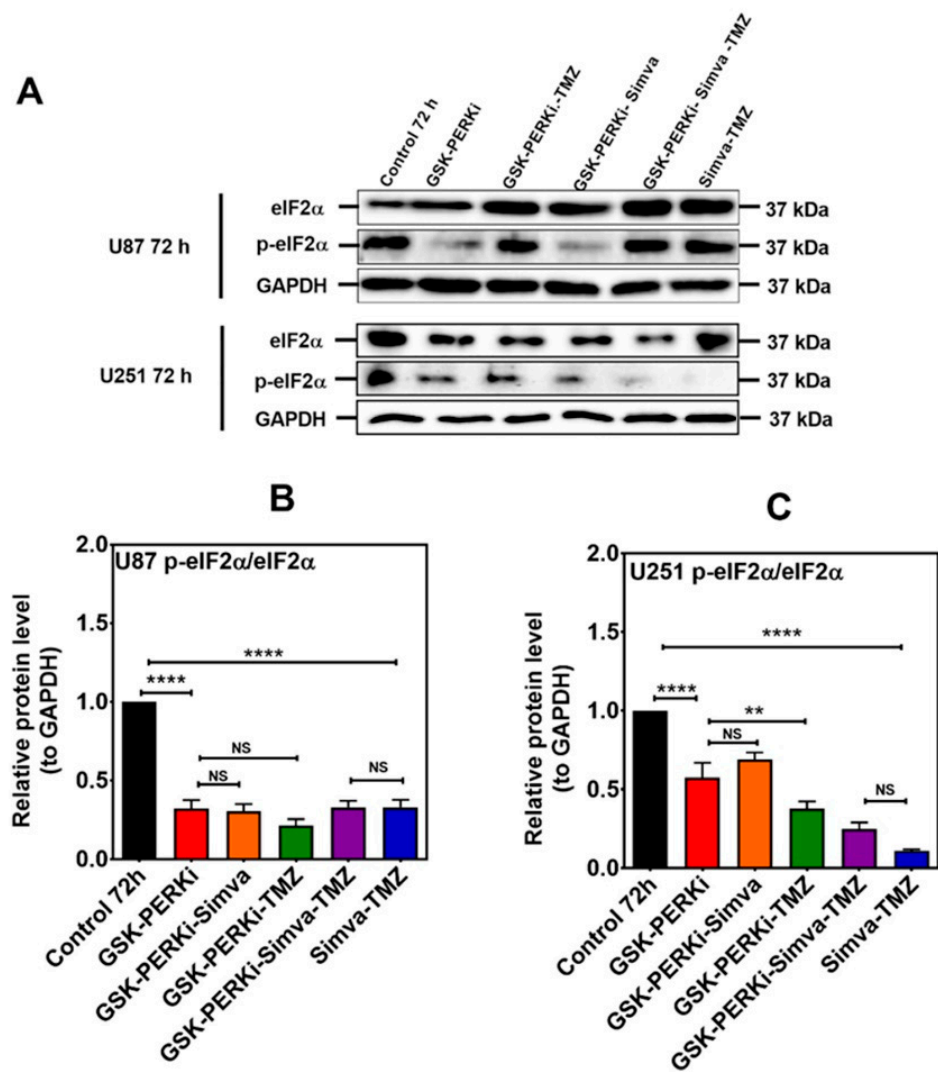 A
Control 72 h
GSK-PERKi
GSK-PERKi.-TMZ
GSK-PERKi- Simva
GSK-PERKi- Simva -TMZ
Simva-TMZ
U87 72 h
eIF2α
37 kDa
p-eIF2α
37 kDa
GAPDH
37 kDa
U251 72 h
eIF2α
37 kDa
p-eIF2α
37 kDa
GAPDH
37 kDa
B
U87 p-eIF2α/eIF2α
Relative protein level
(to GAPDH)
2.0
1.5
1.0
0.5
0.0
****
****
NS
NS
NS
Control 72h
GSK-PERKi
GSK-PERKi-Simva
GSK-PERKi-TMZ
GSK-PERKi-Simva-TMZ
Simva-TMZ
C
U251 p-eIF2α/eIF2α
Relative protein level
(to GAPDH)
2.0
1.5
1.0
0.5
0.0
****
****
**
NS
NS
Control 72h
GSK-PERKi
GSK-PERKi-Simva
GSK-PERKi-TMZ
GSK-PERKi-Simva-TMZ
Simva-TMZ